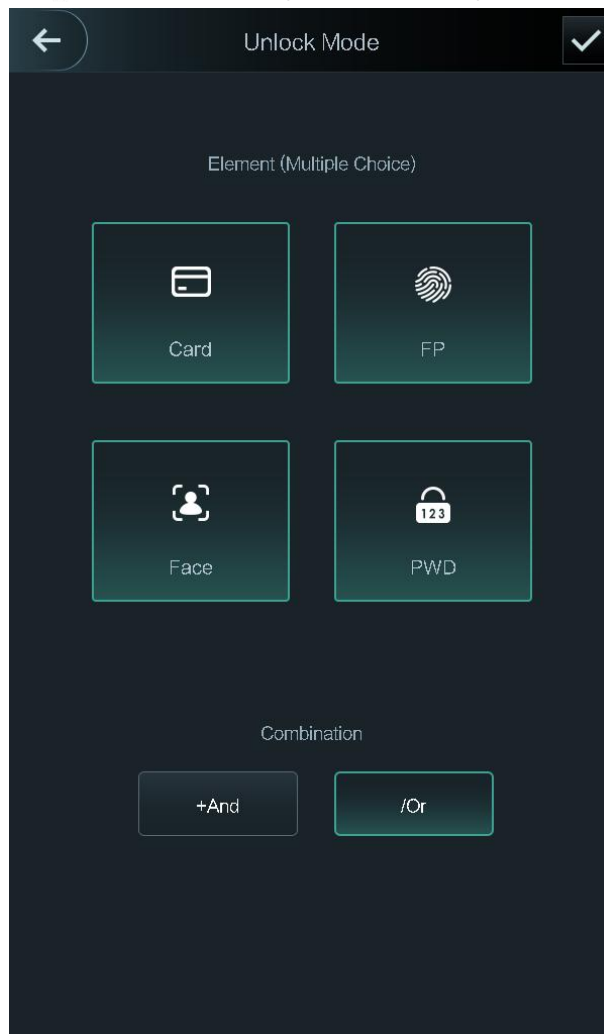 Unlock Mode
Element (Multiple Choice)
Card
FP
123
Face
PWD
Combination
+And
/Or